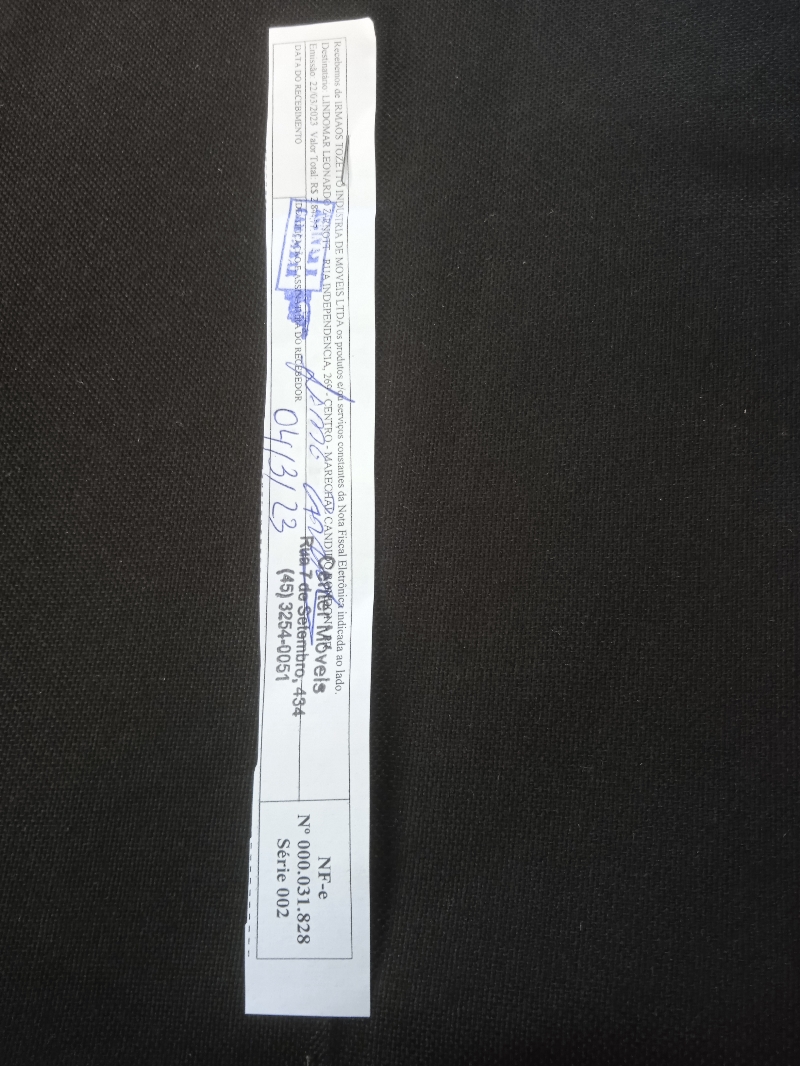 Recebemos de IRMAOS TOZETTO INDUSTRIA DE MOVEIS LTDA os produtos e/ou serviços constantes da Nota Fiscal Eletrônica indicada ao lado.
Destinatário: LINDOMAR LEONARDO - RUA INDEPENDENCIA, 269 - CENTRO - MARECHAL CANDIDO
Emissão: 22/03/2023 Valor Total: R$
DATA DO RECEBIMENTO
IDENTIFICAÇÃO E ASSINATURA DO RECEBEDOR
04/3/23
Center Móveis
Rua 7 de Setembro, 434
(45) 3254-0051
NF-e
Nº 000.031.828
Série 002